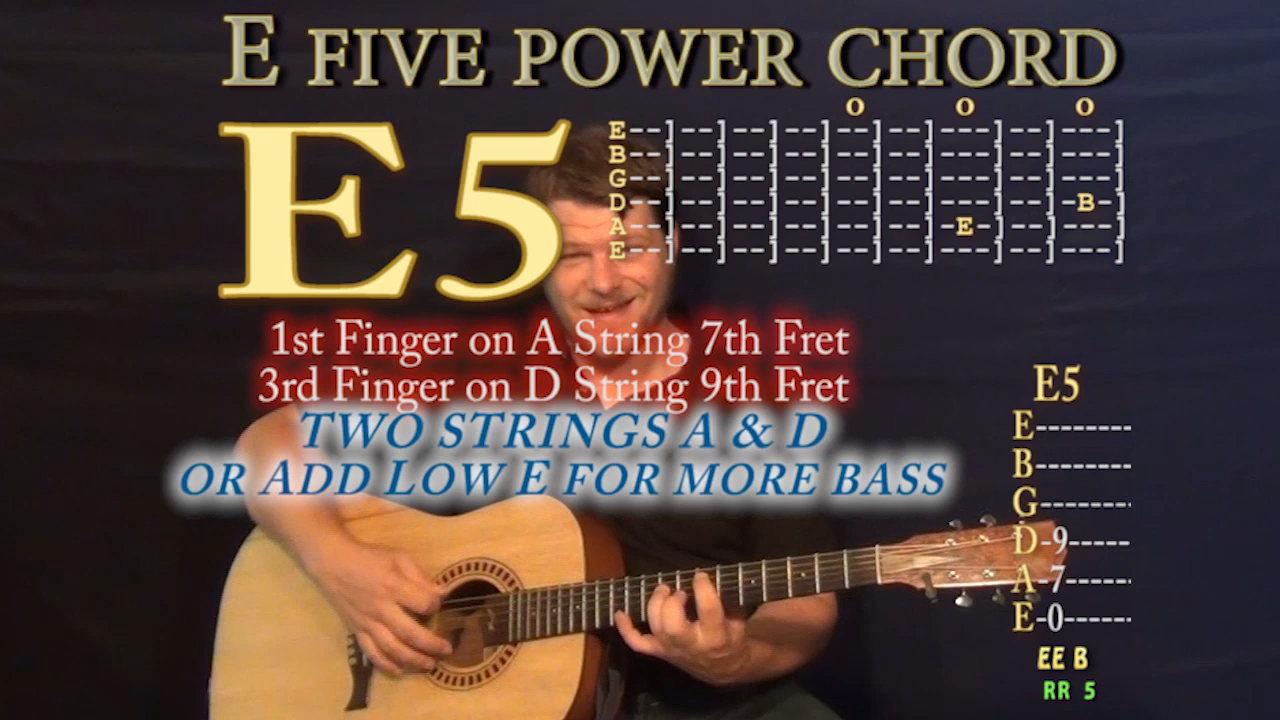 E FIVE POWER CHORD
E5
o o o
E--]--]--]--]--]--]---]--]---]
B--]--]--]--]--]--]---]--]---]
G--]--]--]--]--]--]---]--]---]
D--]--]--]--]--]--]---]--]-B-]
A--]--]--]--]--]--]-E-]--]---]
E--]--]--]--]--]--]---]--]---]
1st Finger on A String 7th Fret
3rd Finger on D String 9th Fret
TWO STRINGS A & D
OR ADD LOW E FOR MORE BASS
E5
E--------
B--------
G--------
D-9-----
A-7-----
E-0------
EE B
RR 5